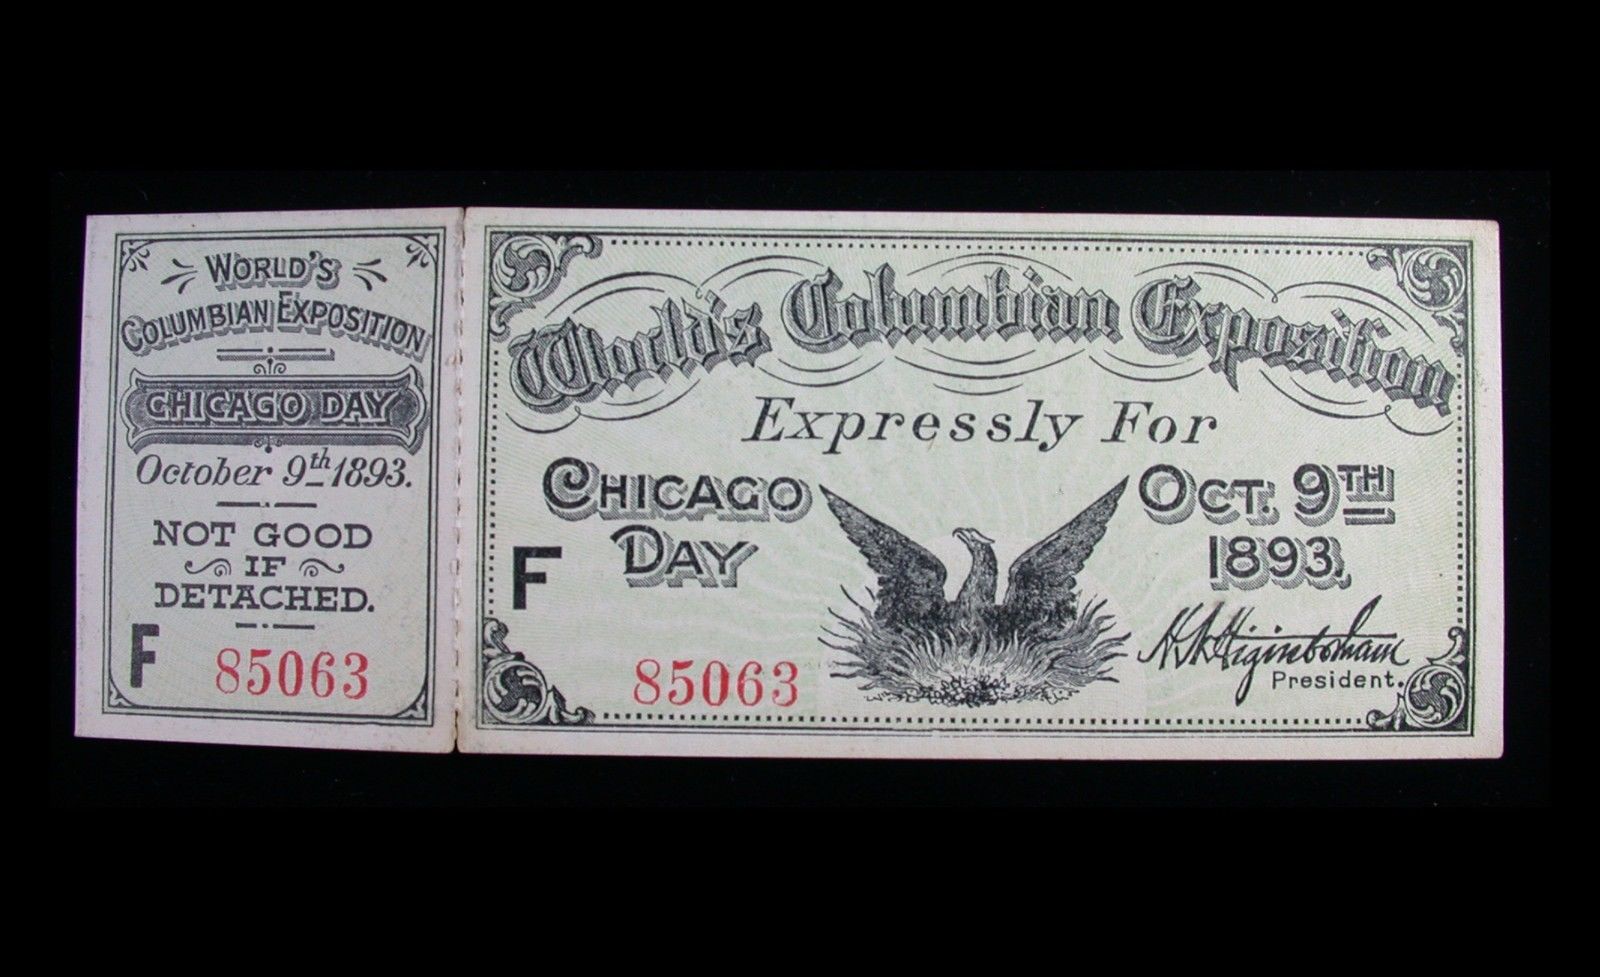 WORLD'S
COLUMBIAN EXPOSITION
CHICAGO DAY
October 9th 1893.
NOT GOOD
IF
DETACHED.
F 85063
World's Columbian Exposition
Expressly For
CHICAGO DAY
OCT. 9TH 1893,
F
85063
H.N. Higinbotham
President.